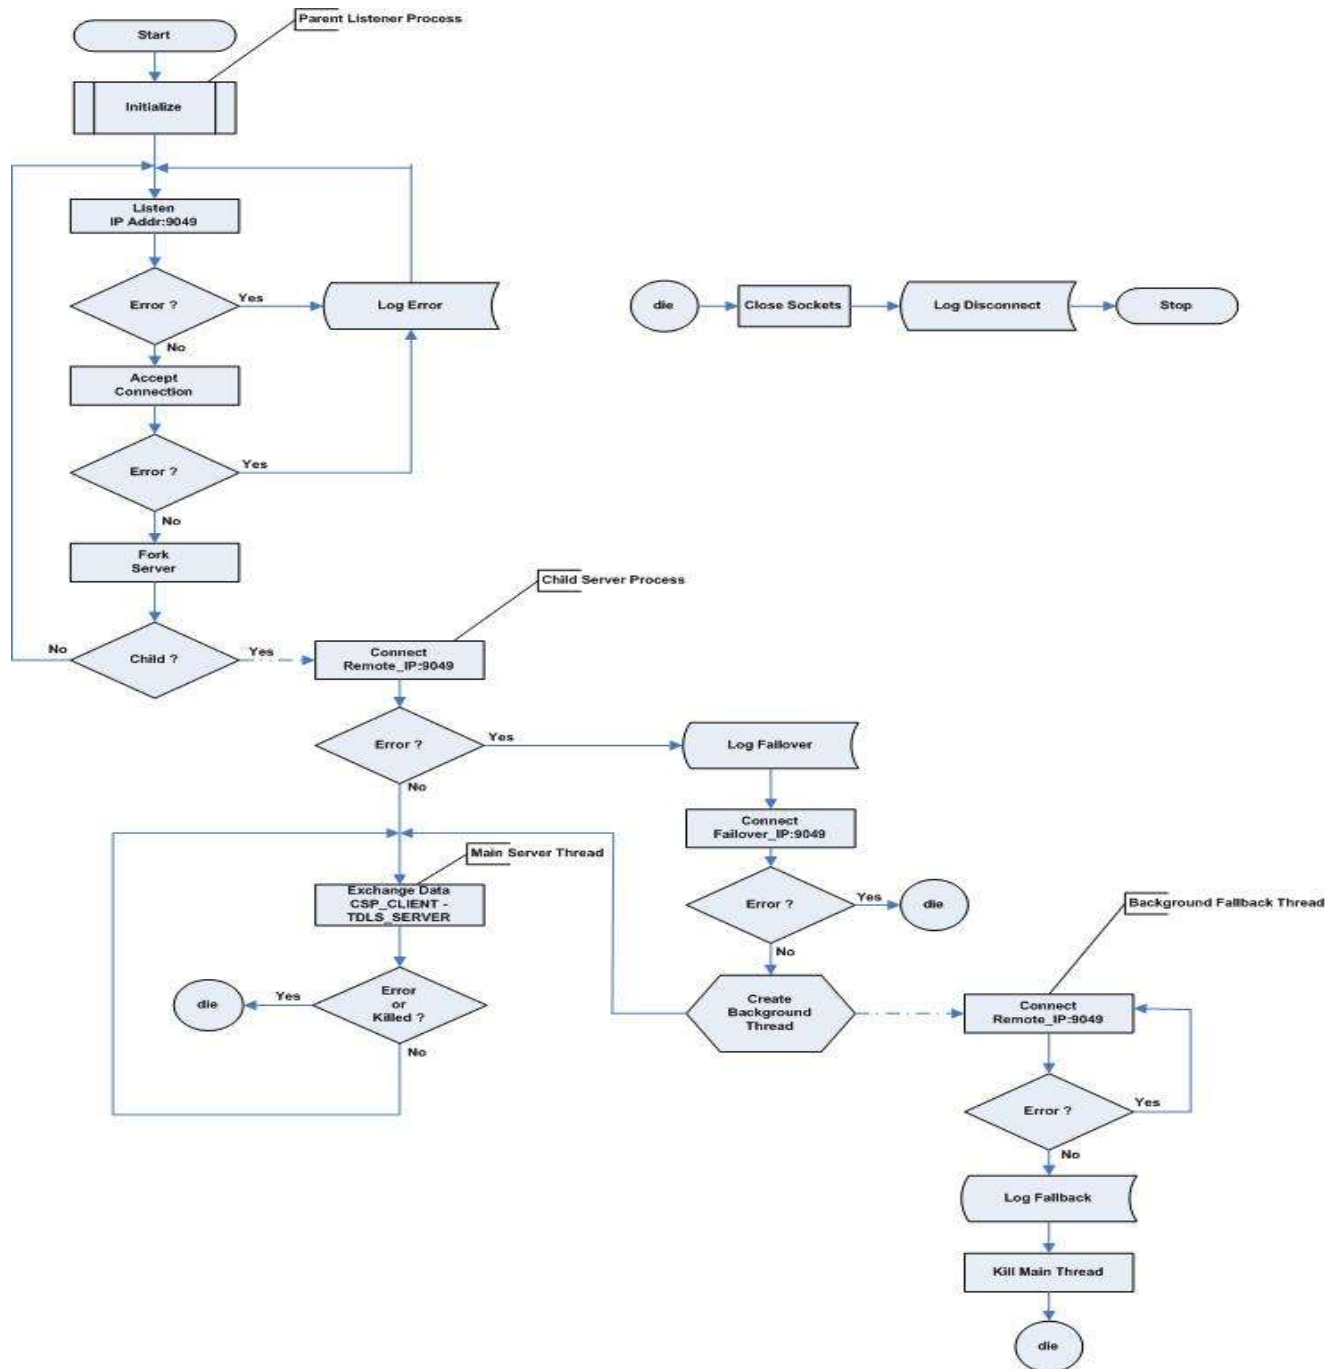 Parent Listener Process
Start
Initialize
Listen
IP Addr:9049
Error ?
Yes
Log Error
No
die
Close Sockets
Log Disconnect
Stop
Accept
Connection
Error ?
Yes
No
Fork
Server
Child Server Process
No
Child ?
Yes
Connect
Remote_IP:9049
Error ?
Yes
Log Failover
No
Connect
Failover_IP:9049
Main Server Thread
Exchange Data
CSP_CLIENT -
TDLS_SERVER
Error ?
Yes
die
No
Background Fallback Thread
die
Yes
Error
or
Killed ?
No
Create
Background
Thread
Connect
Remote_IP:9049
Error ?
Yes
No
Log Fallback
Kill Main Thread
die